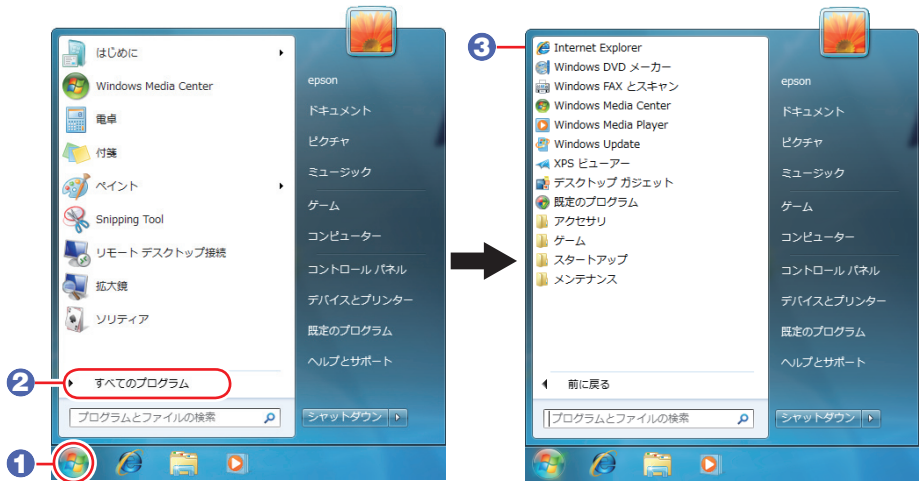 はじめに
Windows Media Center
電卓
付箋
ペイント
Snipping Tool
リモート デスクトップ接続
拡大鏡
ソリティア
2
すべてのプログラム
プログラムとファイルの検索
1
epson
ドキュメント
ピクチャ
ミュージック
ゲーム
コンピューター
コントロール パネル
デバイスとプリンター
既定のプログラム
ヘルプとサポート
シャットダウン
3
Internet Explorer
Windows DVD メーカー
Windows FAX とスキャン
Windows Media Center
Windows Media Player
Windows Update
XPS ビューアー
デスクトップ ガジェット
既定のプログラム
アクセサリ
ゲーム
スタートアップ
メンテナンス
前に戻る
プログラムとファイルの検索
epson
ドキュメント
ピクチャ
ミュージック
ゲーム
コンピューター
コントロール パネル
デバイスとプリンター
既定のプログラム
ヘルプとサポート
シャットダウン